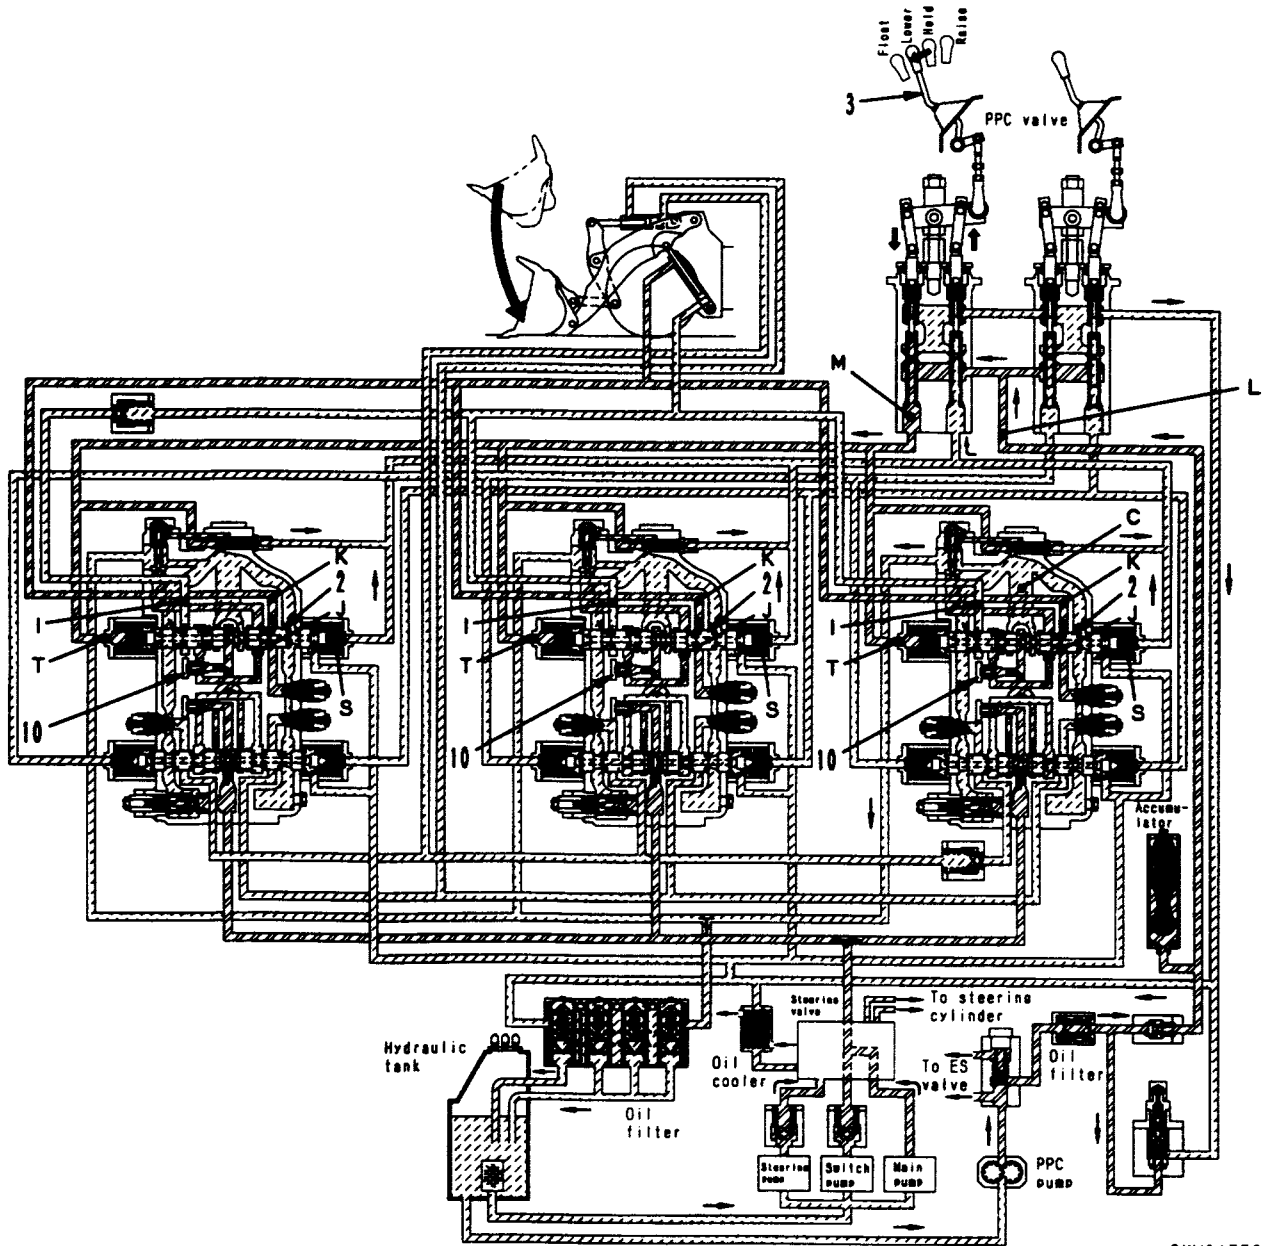 Float
Lower
Hold
Raise
3
PPC valve
M
L
C
K
2
J
I
T
S
10
K
2
J
I
T
S
10
K
2
J
I
T
S
10
Accumu-
lator
Steering
valve
To steering
cylinder
Hydraulic
tank
Oil
cooler
To ES
valve
Oil
filter
Oil
filter
Steering
pump
Switch
pump
Main
pump
PPC
pump